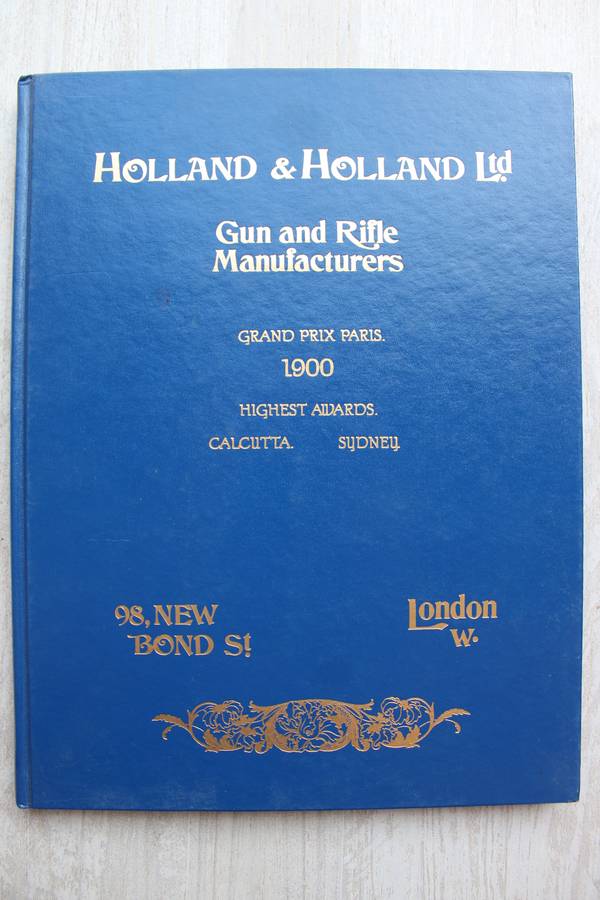 HOLLAND & HOLLAND Ltd.
Gun and Rifle
Manufacturers
GRAND PRIX PARIS.
1900
HIGHEST AWARDS.
CALCUTTA. SYDNEY.
98, NEW
BOND St.
London
W.